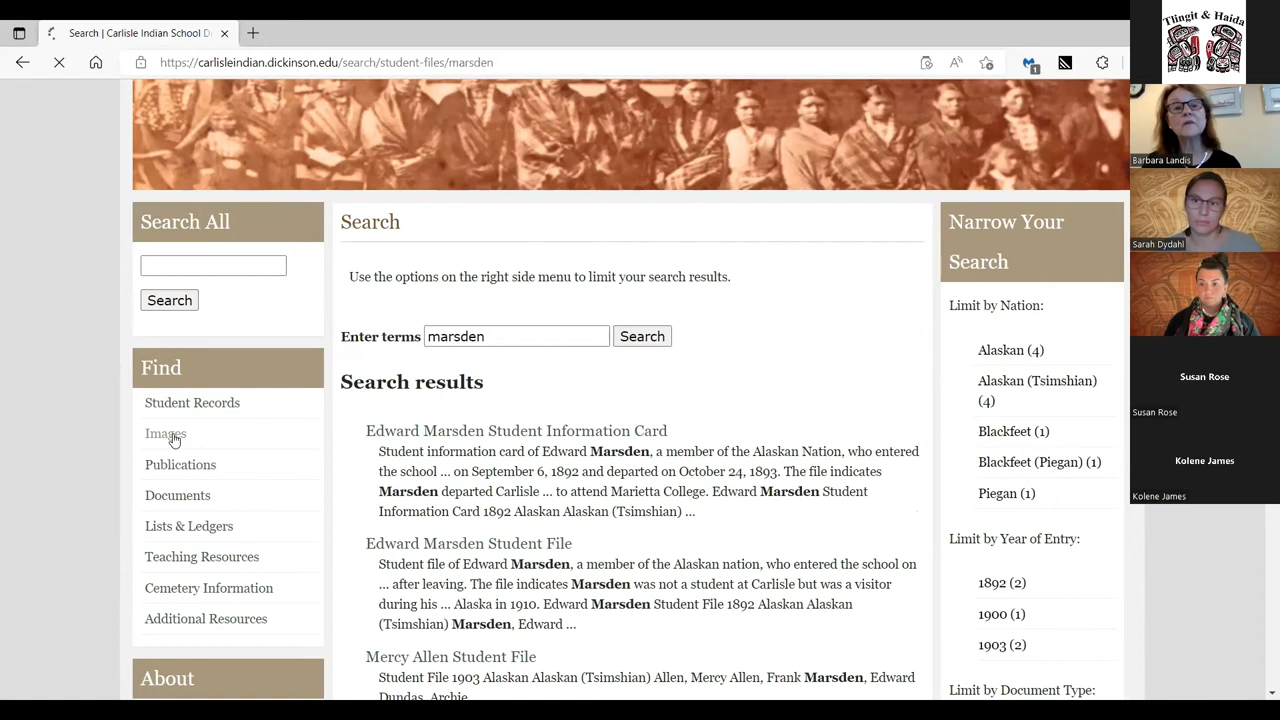 Search | Carlisle Indian School D
https://carlisleindian.dickinson.edu/search/student-files/marsden
1
Search All
Search
Find
Student Records
Images
Publications
Documents
Lists & Ledgers
Teaching Resources
Cemetery Information
Additional Resources
About
Search
Use the options on the right side menu to limit your search results.
Enter terms marsden Search
Search results
Edward Marsden Student Information Card
Student information card of Edward Marsden, a member of the Alaskan Nation, who entered
the school ... on September 6, 1892 and departed on October 24, 1893. The file indicates
Marsden departed Carlisle ... to attend Marietta College. Edward Marsden Student
Information Card 1892 Alaskan Alaskan (Tsimshian) ...
Edward Marsden Student File
Student file of Edward Marsden, a member of the Alaskan nation, who entered the school on
... after leaving. The file indicates Marsden was not a student at Carlisle but was a visitor
during his ... Alaska in 1910. Edward Marsden Student File 1892 Alaskan Alaskan
(Tsimshian) Marsden, Edward ...
Mercy Allen Student File
Student File 1903 Alaskan Alaskan (Tsimshian) Allen, Mercy Allen, Frank Marsden, Edward
Dundas, Archie
Narrow Your
Search
Limit by Nation:
Alaskan (4)
Alaskan (Tsimshian)
(4)
Blackfeet (1)
Blackfeet (Piegan) (1)
Piegan (1)
Limit by Year of Entry:
1892 (2)
1900 (1)
1903 (2)
Limit by Document Type:
Tlingit & Haida
Barbara Landis
Sarah Dydahl
Susan Rose
Susan Rose
Kolene James
Kolene James